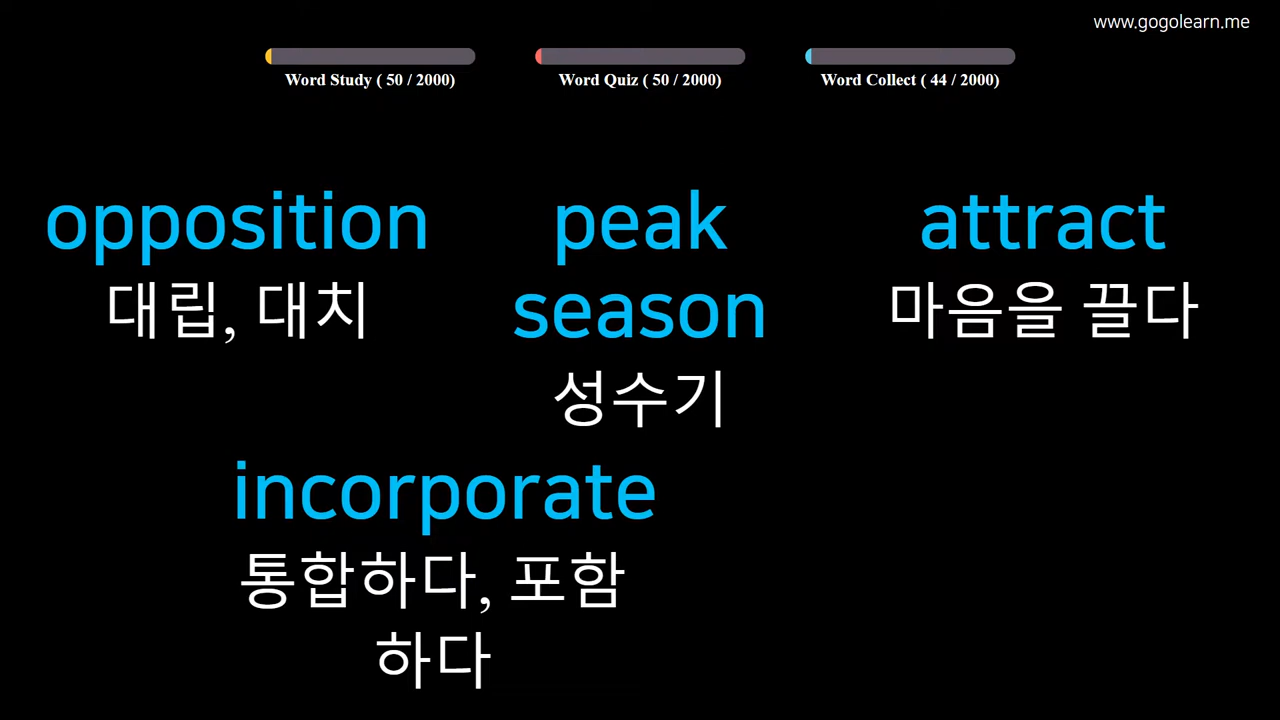 www.gogolearn.me
Word Study ( 50 / 2000)
Word Quiz ( 50 / 2000)
Word Collect ( 44 / 2000)
opposition
대립, 대치
peak
season
성수기
attract
마음을 끌다
incorporate
통합하다, 포함
하다